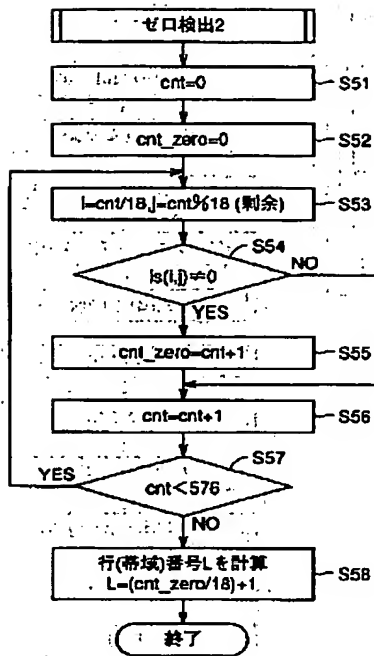 ゼロ検出2
cnt=0
S51
cnt_zero=0
S52
i=cnt/18,j=cnt%18 (剰余)
S53
S54
is(i,j)≠0
NO
YES
cnt_zero=cnt+1
S55
cnt=cnt+1
S56
S57
YES
cnt<576
NO
行(帯域)番号Lを計算
L=(cnt_zero/18)+1
S58
終了